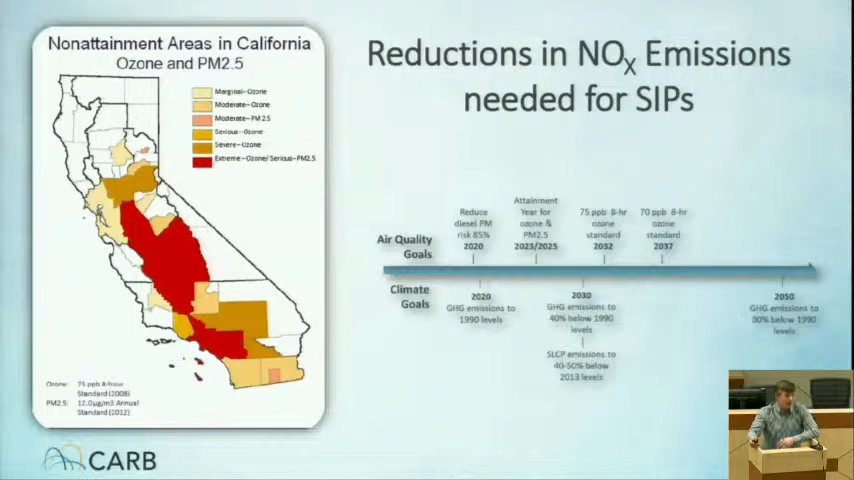 Nonattainment Areas in California
Ozone and PM2.5
Marginal-Ozone
Moderate-Ozone
Moderate-PM 2.5
Serious-Ozone
Severe-Ozone
Extreme-Ozone/Serious-PM2.5
Ozone: 75 ppb 8-hour
Standard (2008)
PM2.5: 12.0µg/m3 Annual
Standard (2012)
CARB
Reductions in NOX Emissions
needed for SIPs
Air Quality
Goals
Reduce
diesel PM
risk 85%
2020
Attainment
Year for
ozone &
PM2.5
2023/2025
75 ppb 8-hr
ozone
standard
2032
70 ppb 8-hr
ozone
standard
2037
Climate
Goals
2020
GHG emissions to
1990 levels
2030
GHG emissions to
40% below 1990
levels
SLCP emissions to
40-50% below
2013 levels
2050
GHG emissions to
80% below 1990
levels